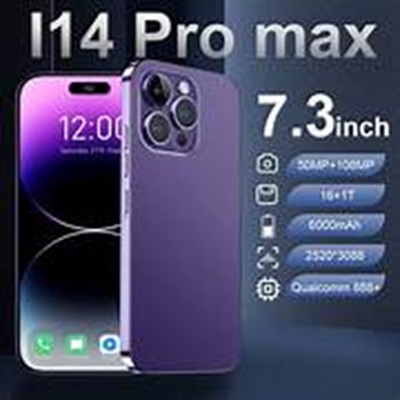 I14 Pro max
7.3inch
12:00
50MP+108MP
16+1T
6000mAh
2520*3088
Qualcomm 888+